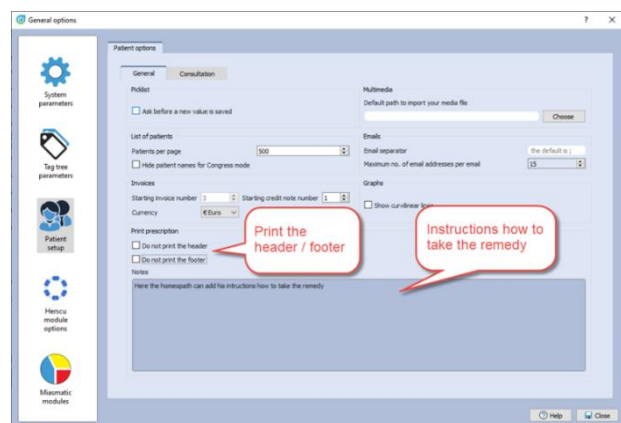 General options
Patient options
General
Consultation
System
parameters
Tag tree
parameters
Patient
setup
Herscu
module
options
Miasmatic
modules
Picklist
Ask before a new value is saved
List of patients
Patients per page 500
Hide patient names for Congress mode
Invoices
Starting invoice number 3 Starting credit note number 1
Currency €Euro
Print prescription
Do not print the header
Do not print the footer
Notes
Here the homeopath can add his intructions how to take the remedy
Multimedia
Default path to import your media file
Choose
Emails
Email separator the default is ;
Maximum no. of email addresses per email 15
Graphs
Show curvilinear lines
Print the
header / footer
Instructions how to
take the remedy
Help
Close